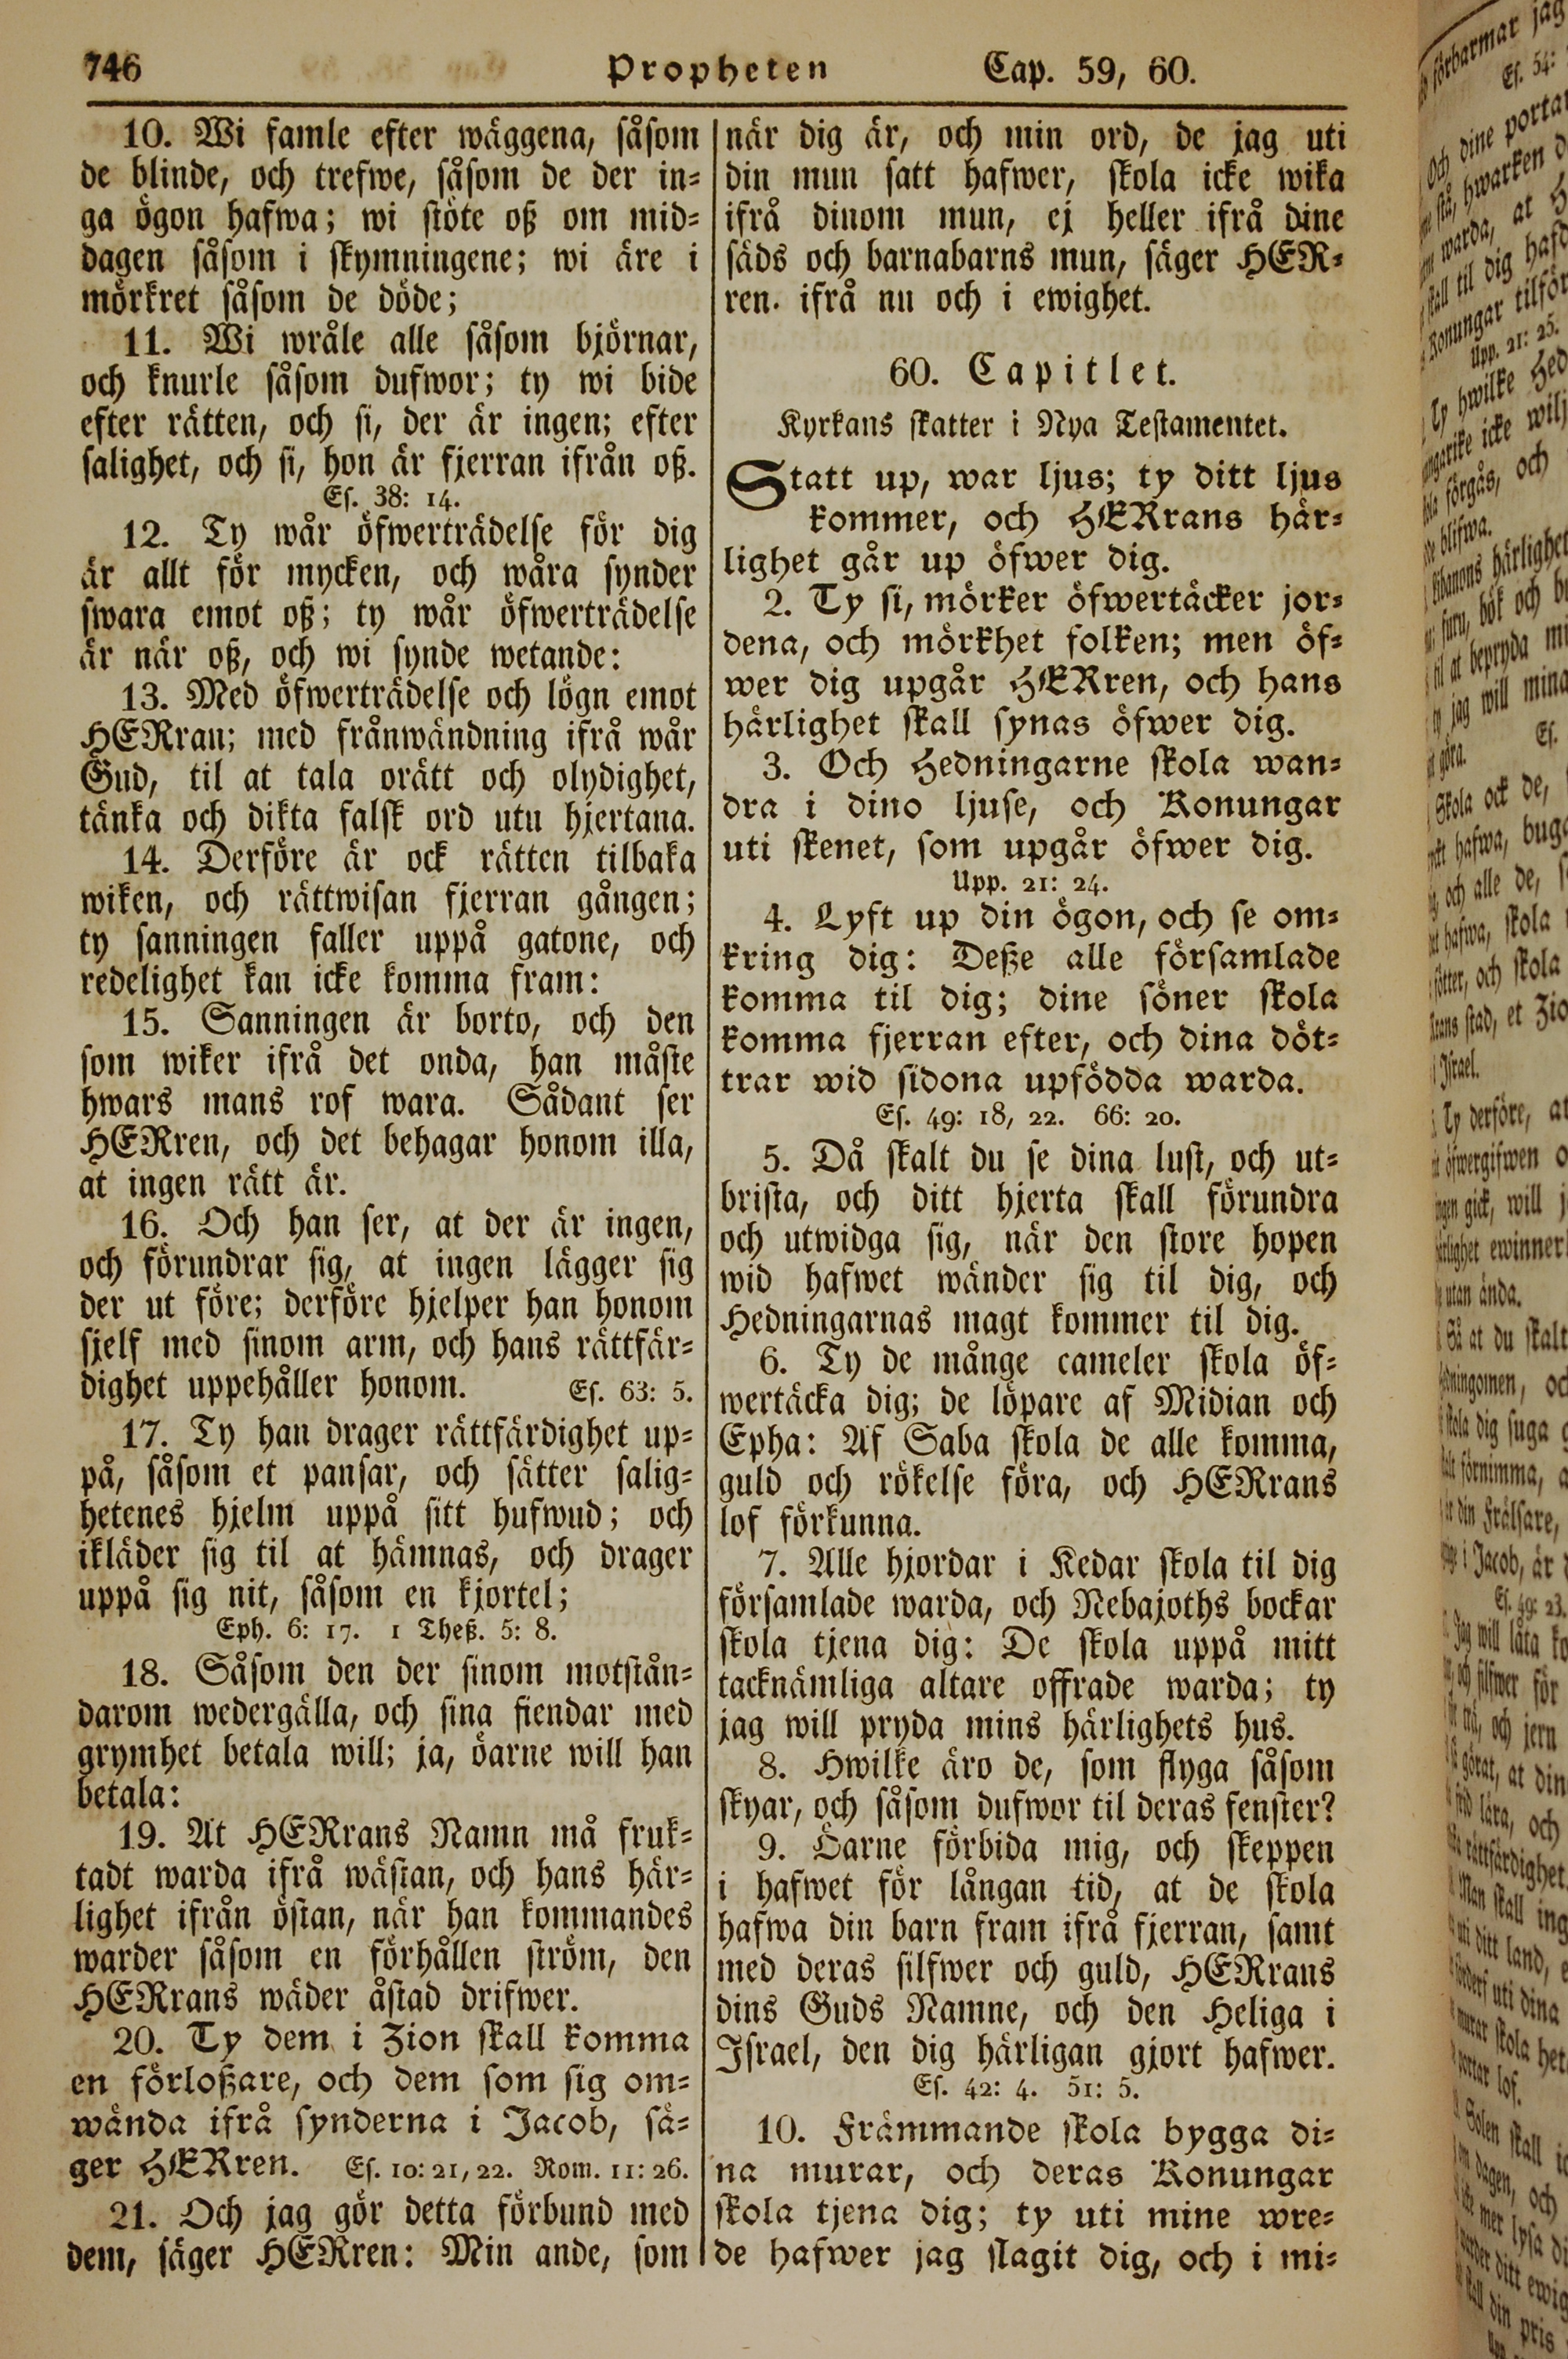 746 Propheten Cap. 59, 60.
10. Wi famle efter wäggena, såsom
de blinde, och trefwe, såsom de der in-
ga ögon hafwa; wi stöte oß om mid-
dagen såsom i skymningene; wi äre i
mörkret såsom de döde;
11. Wi wråle alle såsom björnar,
och knurle såsom dufwor; ty wi bide
efter rätten, och si, der är ingen; efter
salighet, och si, hon är fjerran ifrån oß.
Es. 38: 14.
12. Ty wår öfwerträdelse för dig
är allt för mycken, och wåra synder
swara emot oß; ty wår öfwerträdelse
är när oß, och wi synde wetande:
13. Med öfwerträdelse och lögn emot
HERran; med frånwändning ifrå wår
Gud, til at tala orätt och olydighet,
tänka och dikta falsk ord utu hjertana.
14. Derföre är ock rätten tilbaka
wiken, och rättwisan fjerran gången;
ty sanningen faller uppå gatone, och
redelighet kan icke komma fram:
15. Sanningen är borto, och den
som wiker ifrå det onda, han måste
hwars mans rof wara. Sådant ser
HERren, och det behagar honom illa,
at ingen rätt är.
16. Och han ser, at der är ingen,
och förundrar sig, at ingen lägger sig
der ut före; derföre hjelper han honom
sjelf med sinom arm, och hans rättfär-
dighet uppehåller honom. Es. 63: 5.
17. Ty han drager rättfärdighet up-
på, såsom et pansar, och sätter salig-
hetenes hjelm uppå sitt hufwud; och
ikläder sig til at hämnas, och drager
uppå sig nit, såsom en kjortel;
Eph. 6: 17. 1 Theß. 5: 8.
18. Såsom den der sinom motstån-
darom wedergälla, och sina fiendar med
grymhet betala will; ja, öarne will han
betala:
19. At HERrans Namn må fruk-
tadt warda ifrå wästan, och hans här-
lighet ifrån östan, när han kommandes
warder såsom en förhållen ström, den
HERrans wäder åstad drifwer.
20. Ty dem i Zion skall komma
en förloßare, och dem som sig om-
wända ifrå synderna i Jacob, sä-
ger HERren. Es. 10: 21, 22. Rom. 11: 26.
21. Och jag gör detta förbund med
dem, säger HERren: Min ande, som
när dig är, och min ord, de jag uti
din mun satt hafwer, skola icke wika
ifrå dinom mun, ej heller ifrå dine
säds och barnabarns mun, säger HER-
ren. ifrå nu och i ewighet.
60. Capitlet.
Kyrkans skatter i Nya Testamentet.
Statt up, war ljus; ty ditt ljus
kommer, och HERrans här-
lighet går up öfwer dig.
2. Ty si, mörker öfwertäcker jor-
dena, och mörkhet folken; men öf-
wer dig upgår HERren, och hans
härlighet skall synas öfwer dig.
3. Och Hedningarne skola wan-
dra i dino ljuse, och Konungar
uti skenet, som upgår öfwer dig.
Upp. 21: 24.
4. Lyft up din ögon, och se om-
kring dig: Deße alle församlade
komma til dig; dine söner skola
komma fjerran efter, och dina döt-
trar wid sidona upfödda warda.
Es. 49: 18, 22. 66: 20.
5. Då skalt du se dina lust, och ut-
brista, och ditt hjerta skall förundra
och utwidga sig, när den store hopen
wid hafwet wänder sig til dig, och
Hedningarnas magt kommer til dig.
6. Ty de många cameler skola öf-
wertäcka dig; de löpare af Midian och
Epha: Af Saba skola de alle komma,
guld och rökelse föra, och HERrans
lof förkunna.
7. Alle hjordar i Kedar skola til dig
församlade warda, och Nebajoths bockar
skola tjena dig: De skola uppå mitt
tacknämliga altare offrade warda; ty
jag will pryda mins härlighets hus.
8. Hwilke äro de, som flyga såsom
skyar, och såsom dufwor til deras fenster?
9. Öarne förbida mig, och skeppen
i hafwet för långan tid, at de skola
hafwa din barn fram ifrå fjerran, samt
med deras silfwer och guld, HERrans
dins Guds Namne, och den Heliga i
Israel, den dig härligan gjort hafwer.
Es. 42: 4. 51: 5.
10. Främmande skola bygga di-
na murar, och deras Konungar
skola tjena dig; ty uti mine wre-
de hafwer jag slagit dig, och i mi-